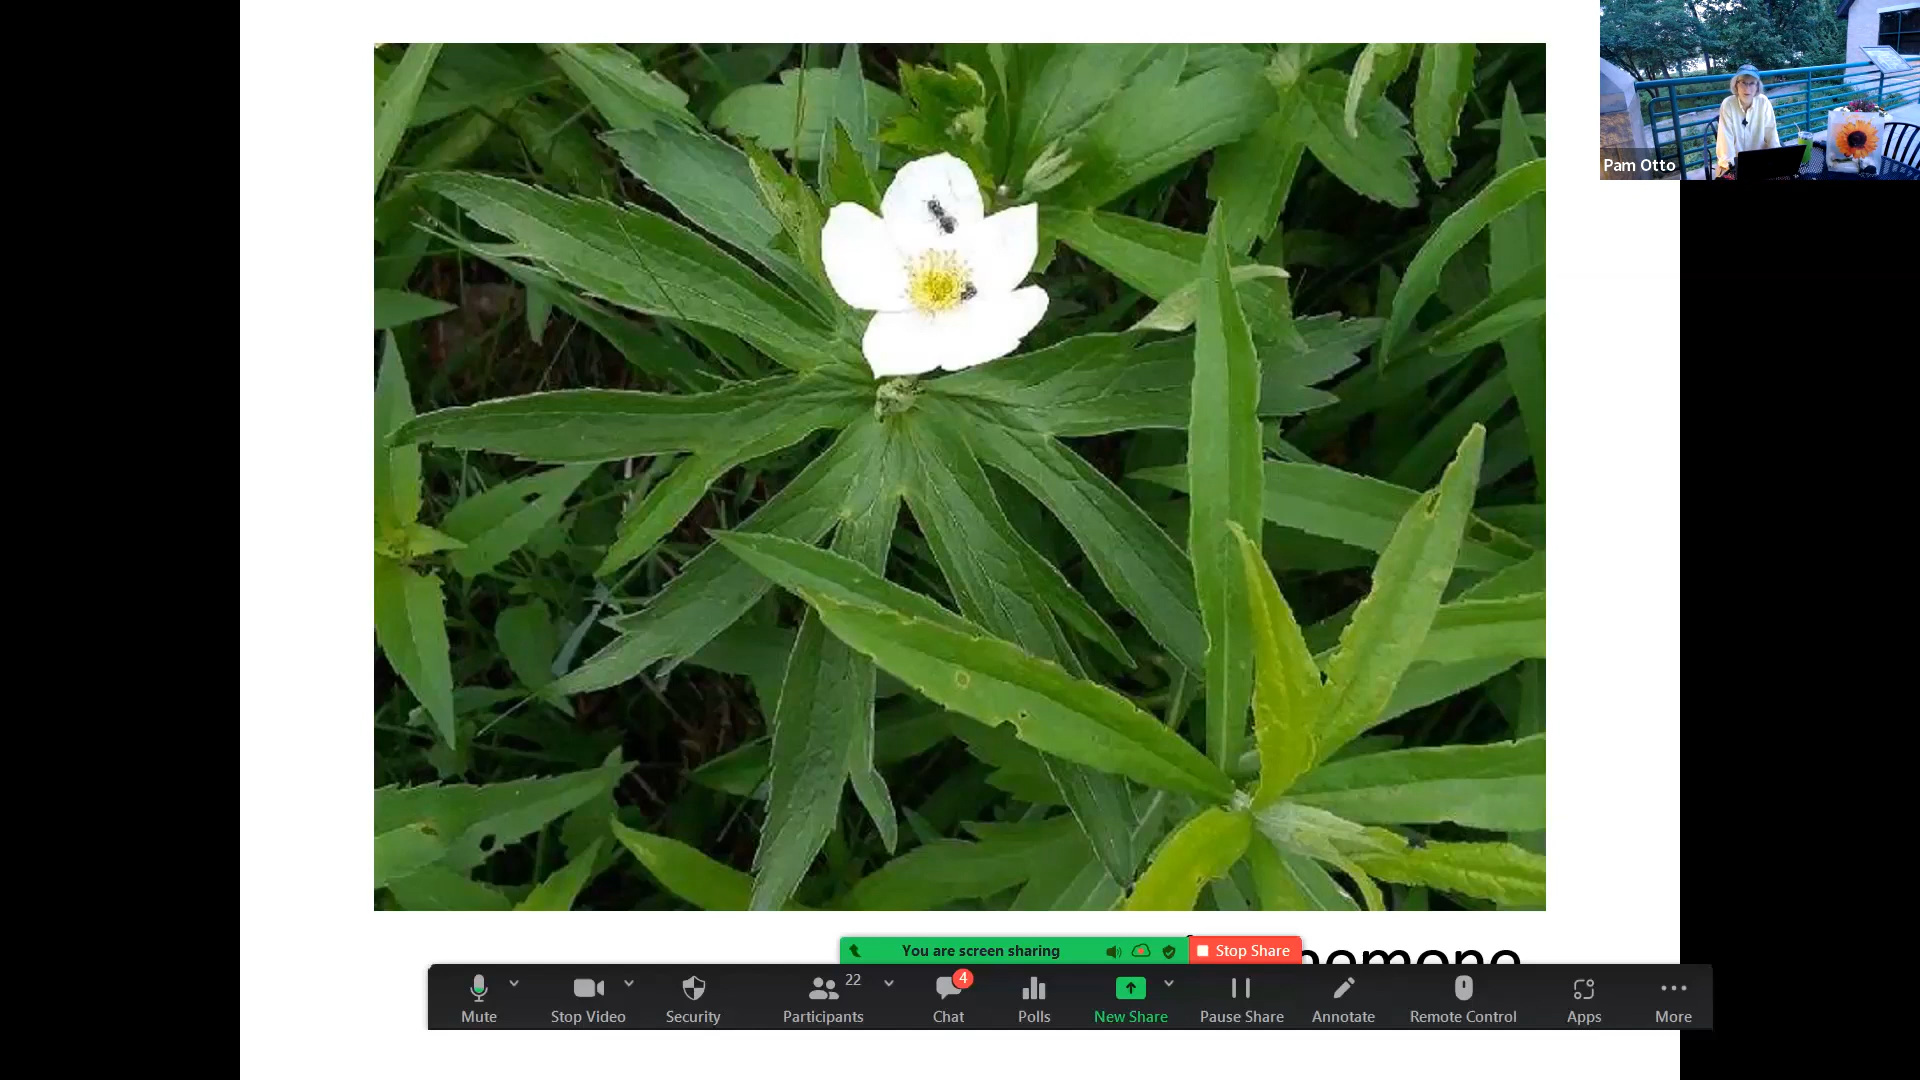 Pam Otto
You are screen sharing
Stop Share
22
4
Mute
Stop Video
Security
Participants
Chat
Polls
New Share
Pause Share
Annotate
Remote Control
Apps
More